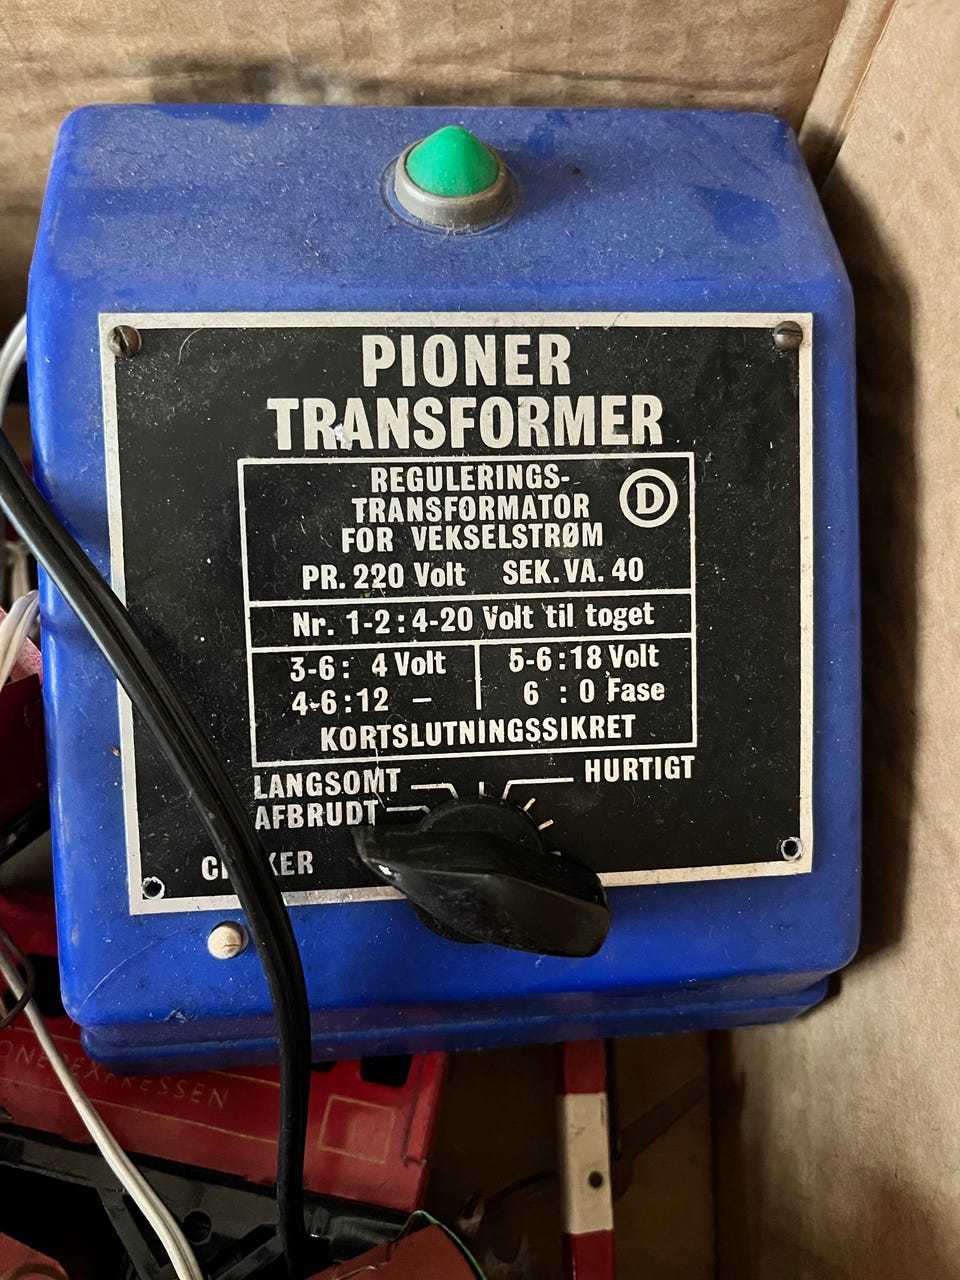 PIONER
TRANSFORMER
REGULERINGS-
TRANSFORMATOR
FOR VEKSELSTRØM
D
PR. 220 Volt SEK. VA. 40
Nr. 1-2 : 4-20 Volt til toget
3-6 : 4 Volt
5-6 : 18 Volt
4-6 : 12 —
6 : 0 Fase
KORTSLUTNINGSSIKRET
LANGSOMT
HURTIGT
AFBRUDT
EXPRESSEN